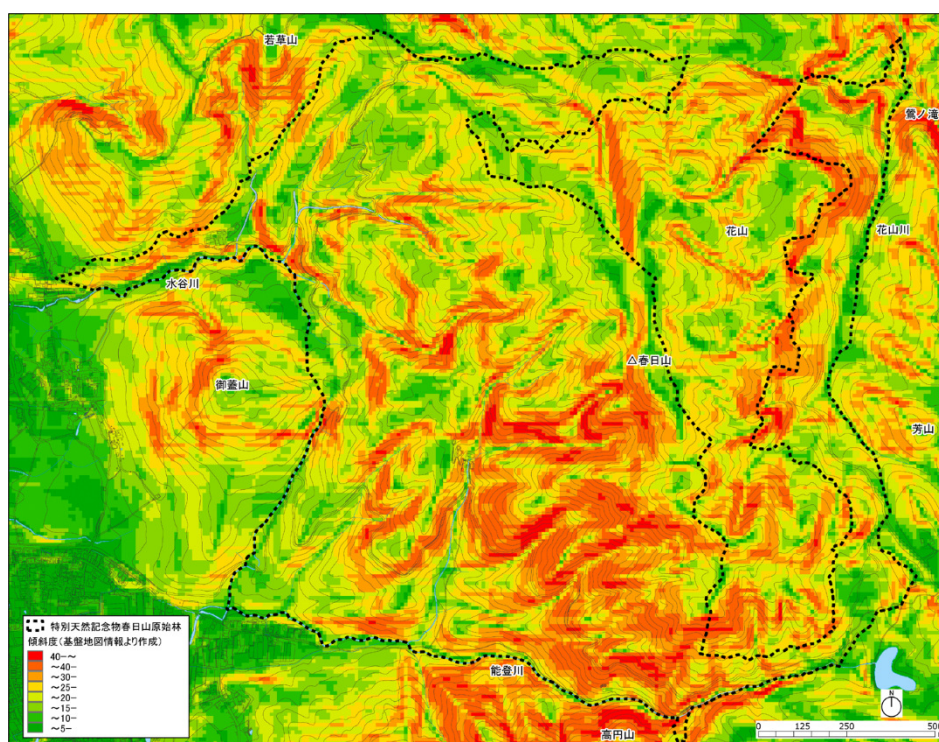 若草山
鶯ノ滝
花山
花山川
水谷川
△春日山
御蓋山
芳山
特別天然記念物春日山原始林
傾斜度(基盤地図情報より作成)
40-～
～40-
～30-
～25-
～20-
～15-
～10-
～5-
能登川
高円山
N
0 125 250 500